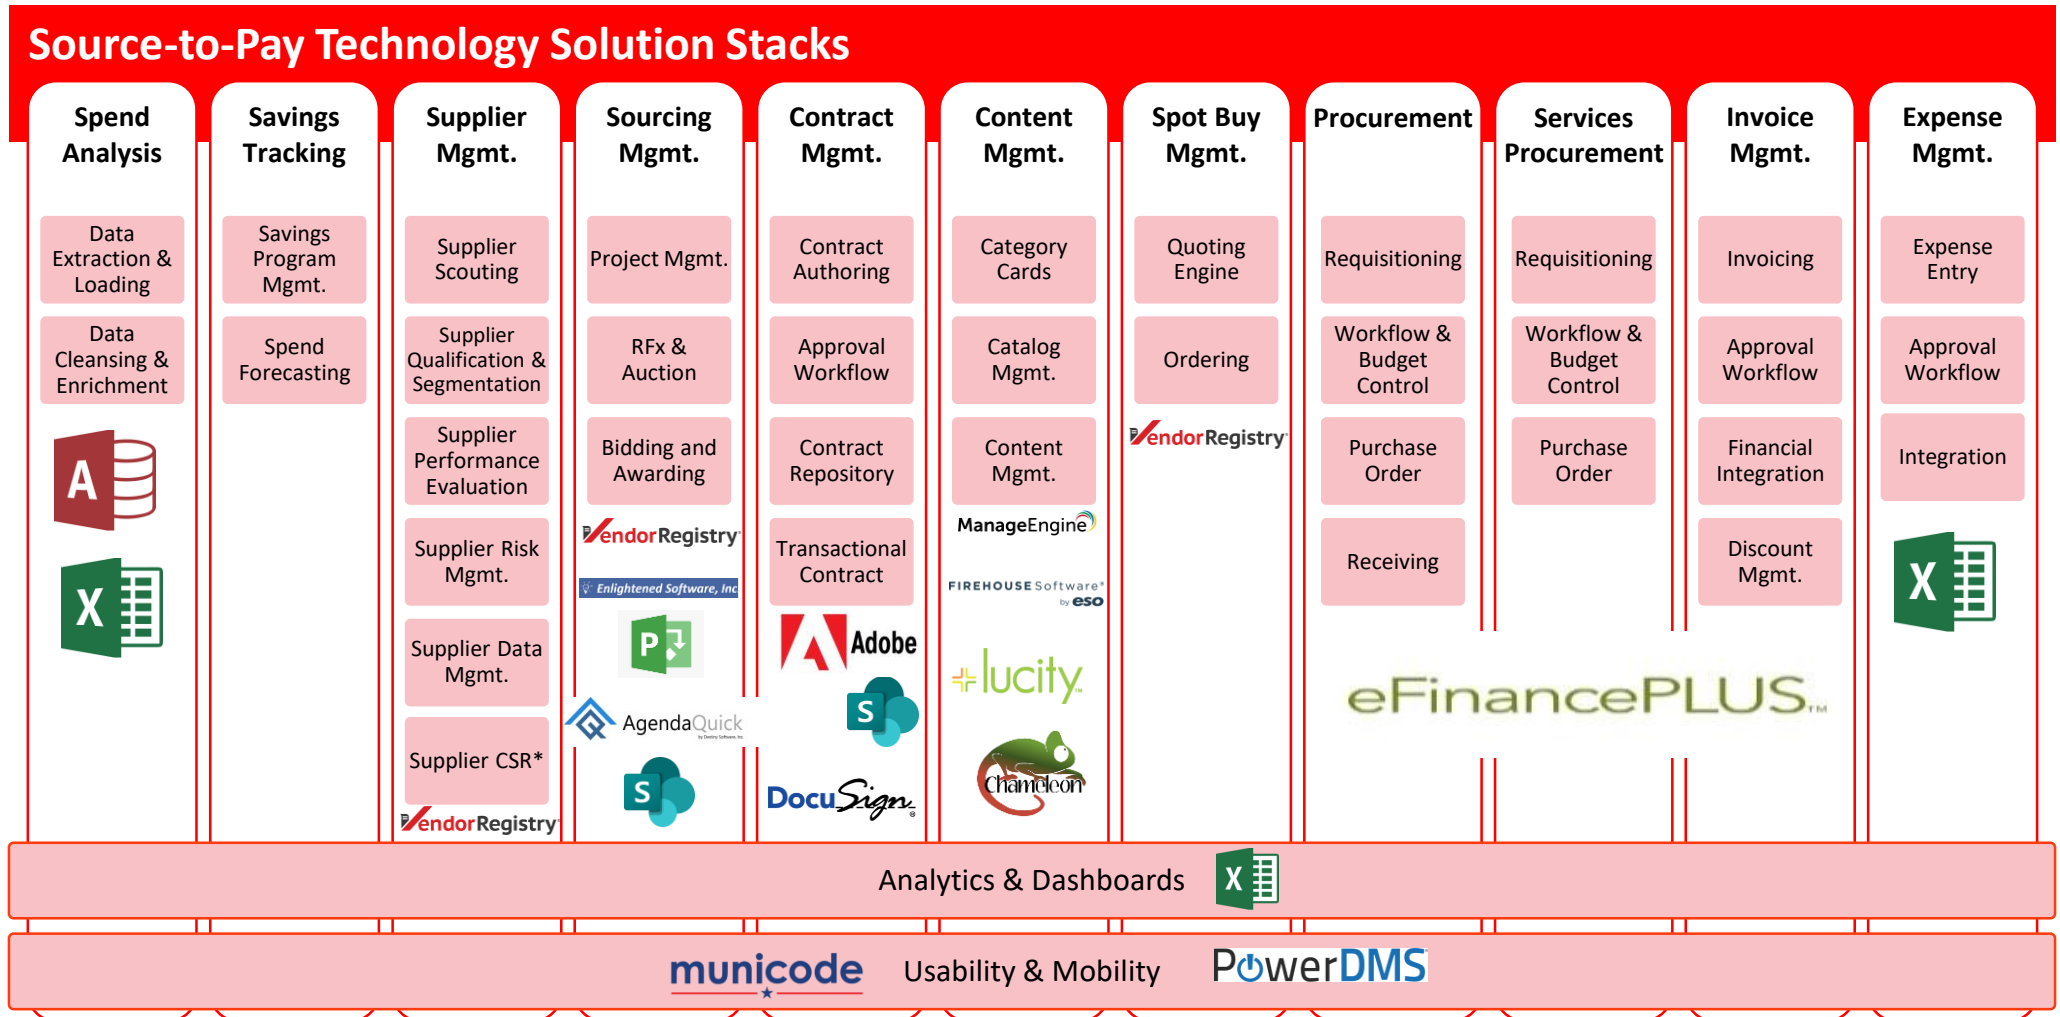 Source-to-Pay Technology Solution Stacks
Spend
Analysis
Data
Extraction &
Loading
Data
Cleansing &
Enrichment
A
X
Savings
Tracking
Savings
Program
Mgmt.
Spend
Forecasting
Supplier
Mgmt.
Supplier
Scouting
Supplier
Qualification &
Segmentation
Supplier
Performance
Evaluation
Supplier Risk
Mgmt.
Supplier Data
Mgmt.
Supplier CSR*
VendorRegistry
Sourcing
Mgmt.
Project Mgmt.
RFx &
Auction
Bidding and
Awarding
VendorRegistry
Enlightened Software, Inc
P
AgendaQuick
by Destiny Software, Inc.
S
Contract
Mgmt.
Contract
Authoring
Approval
Workflow
Contract
Repository
Transactional
Contract
Adobe
S
DocuSign®
Content
Mgmt.
Category
Cards
Catalog
Mgmt.
Content
Mgmt.
ManageEngine
FIREHOUSE Software®
by eso
lucity™
Chameleon
Spot Buy
Mgmt.
Quoting
Engine
Ordering
VendorRegistry
Procurement
Requisitioning
Workflow &
Budget
Control
Purchase
Order
Receiving
Services
Procurement
Requisitioning
Workflow &
Budget
Control
Purchase
Order
Invoice
Mgmt.
Invoicing
Approval
Workflow
Financial
Integration
Discount
Mgmt.
eFinancePLUS™
Expense
Mgmt.
Expense
Entry
Approval
Workflow
Integration
X
Analytics & Dashboards X
municode Usability & Mobility PowerDMS